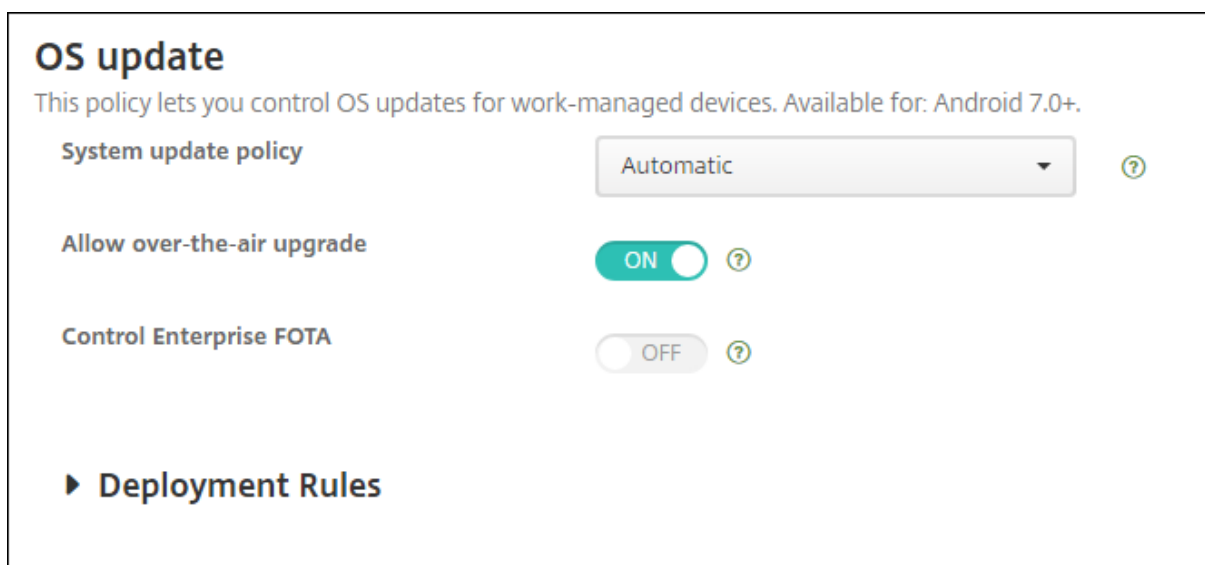 OS update
This policy lets you control OS updates for work-managed devices. Available for: Android 7.0+.
System update policy
Automatic
?
Allow over-the-air upgrade
ON
?
Control Enterprise FOTA
OFF
?
Deployment Rules